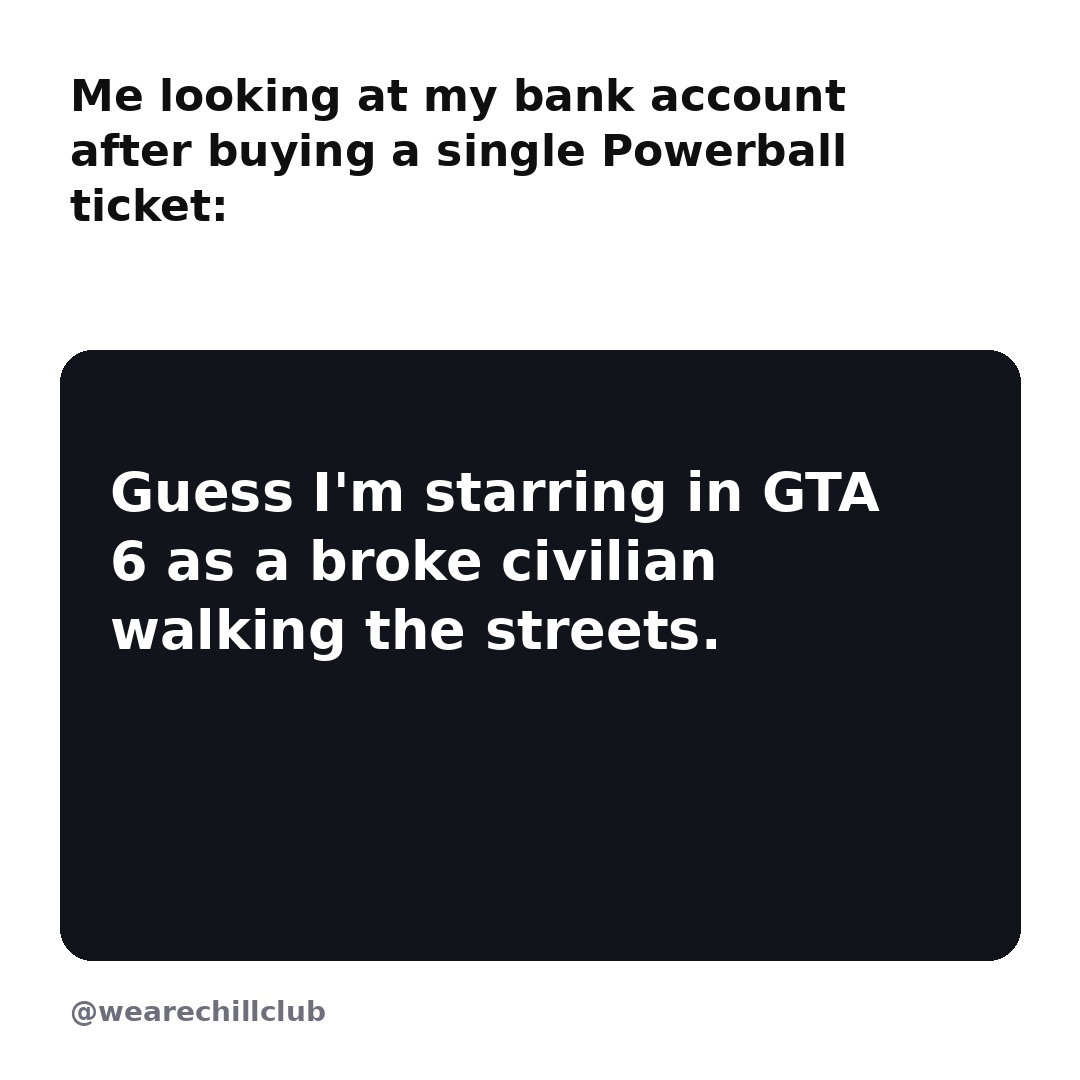 Me looking at my bank account
after buying a single Powerball
ticket:
Guess I'm starring in GTA
6 as a broke civilian
walking the streets.
@wearechillclub